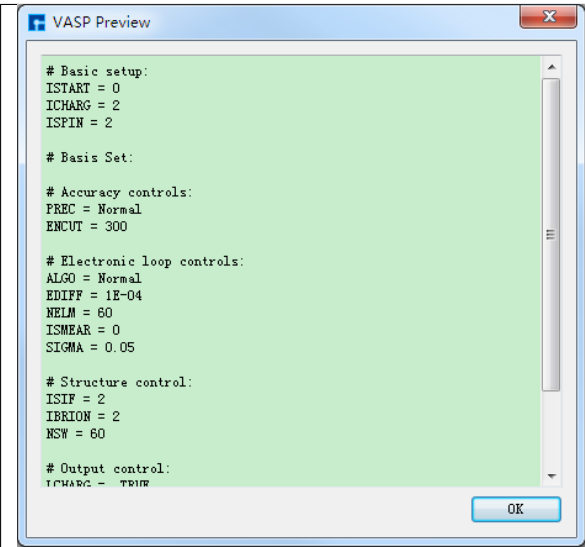 VASP Preview
# Basic setup:
ISTART = 0
ICHARG = 2
ISPIN = 2
# Basis Set:
# Accuracy controls:
PREC = Normal
ENCUT = 300
# Electronic loop controls:
ALGO = Normal
EDIFF = 1E-04
NELM = 60
ISMEAR = 0
SIGMA = 0.05
# Structure control:
ISIF = 2
IBRION = 2
NSW = 60
# Output control:
LCHARG = .TRUE
OK